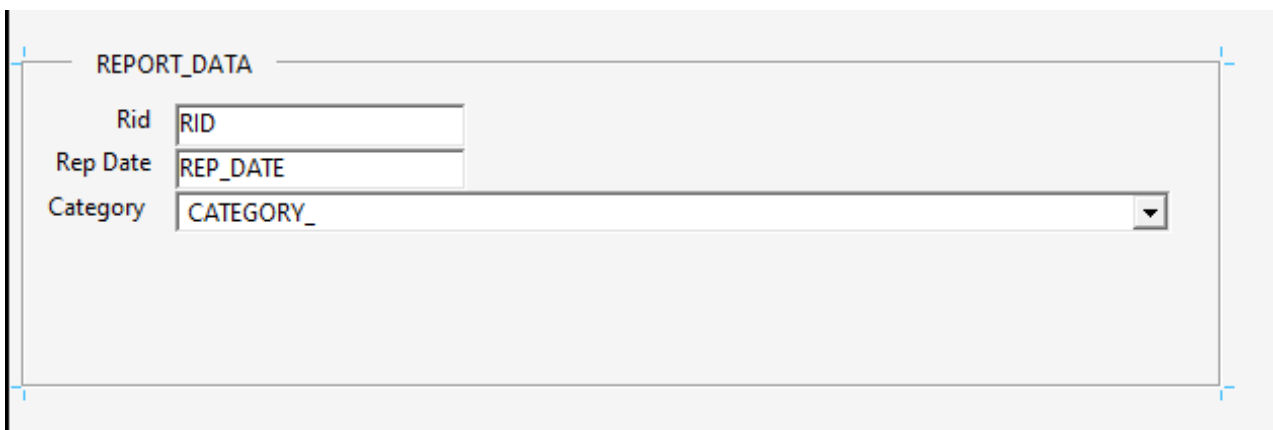 REPORT_DATA
Rid RID
Rep Date REP_DATE
Category CATEGORY_